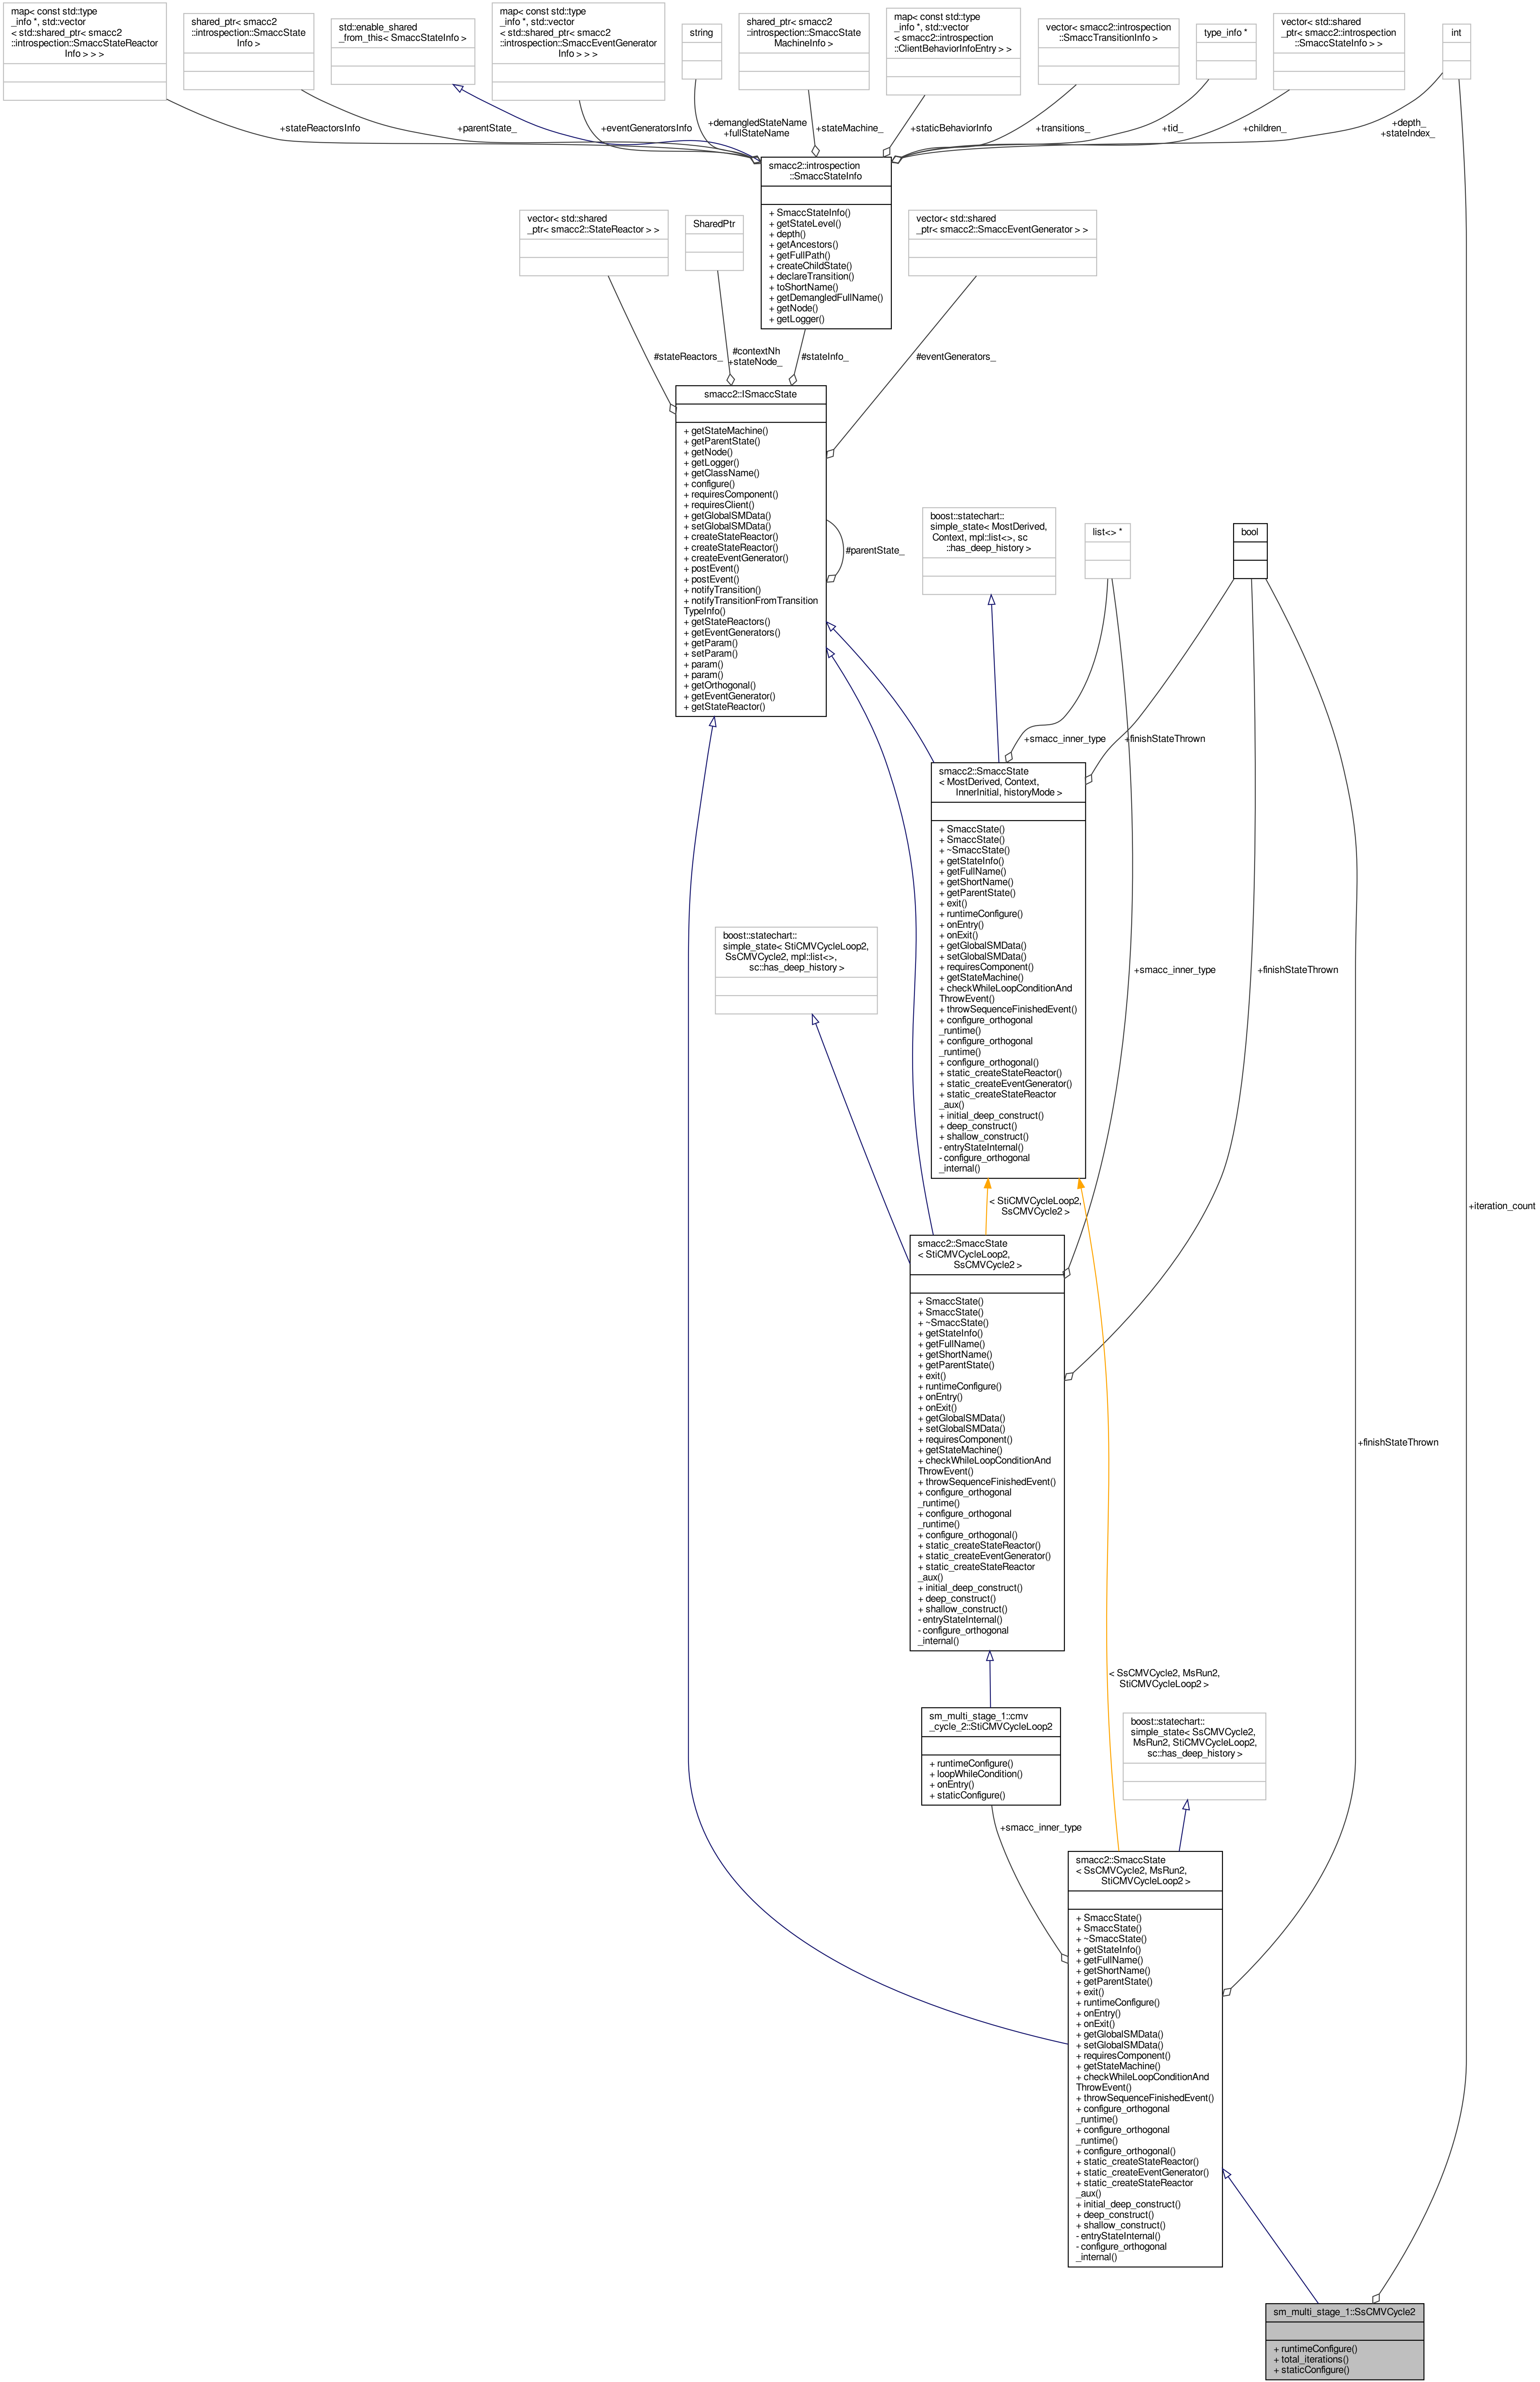 map< const std::type
_info *, std::vector
< std::shared_ptr< smacc2
::introspection::SmaccStateReactor
Info > > >
shared_ptr< smacc2
::introspection::SmaccState
Info >
std::enable_shared
_from_this< SmaccStateInfo >
map< const std::type
_info *, std::vector
< std::shared_ptr< smacc2
::introspection::SmaccEventGenerator
Info > > >
string
shared_ptr< smacc2
::introspection::SmaccState
MachineInfo >
map< const std::type
_info *, std::vector
< smacc2::introspection
::ClientBehaviorInfoEntry > >
vector< smacc2::introspection
::SmaccTransitionInfo >
type_info *
vector< std::shared
_ptr< smacc2::introspection
::SmaccStateInfo > >
int
+stateReactorsInfo
+parentState_
+eventGeneratorsInfo
+demangledStateName
+fullStateName
+stateMachine_
+staticBehaviorInfo
+transitions_
+tid_
+children_
+depth_
+stateIndex_
smacc2::introspection
::SmaccStateInfo
+ SmaccStateInfo()
+ getStateLevel()
+ depth()
+ getAncestors()
+ getFullPath()
+ createChildState()
+ declareTransition()
+ toShortName()
+ getDemangledFullName()
+ getNode()
+ getLogger()
vector< std::shared
_ptr< smacc2::StateReactor > >
SharedPtr
vector< std::shared
_ptr< smacc2::SmaccEventGenerator > >
#stateReactors_
#contextNh
+stateNode_
#stateInfo_
#eventGenerators_
smacc2::ISmaccState
+ getStateMachine()
+ getParentState()
+ getNode()
+ getLogger()
+ getClassName()
+ configure()
+ requiresComponent()
+ requiresClient()
+ getGlobalSMData()
+ setGlobalSMData()
+ createStateReactor()
+ createStateReactor()
+ createEventGenerator()
+ postEvent()
+ postEvent()
+ notifyTransition()
+ notifyTransitionFromTransition
TypeInfo()
+ getStateReactors()
+ getEventGenerators()
+ getParam()
+ setParam()
+ param()
+ param()
+ getOrthogonal()
+ getEventGenerator()
+ getStateReactor()
#parentState_
boost::statechart::
simple_state< MostDerived,
Context, mpl::list<>, sc
::has_deep_history >
list<> *
bool
+smacc_inner_type
+finishStateThrown
smacc2::SmaccState
< MostDerived, Context,
InnerInitial, historyMode >
+ SmaccState()
+ SmaccState()
+ ~SmaccState()
+ getStateInfo()
+ getFullName()
+ getShortName()
+ getParentState()
+ exit()
+ runtimeConfigure()
+ onEntry()
+ onExit()
+ getGlobalSMData()
+ setGlobalSMData()
+ requiresComponent()
+ getStateMachine()
+ checkWhileLoopConditionAnd
ThrowEvent()
+ throwSequenceFinishedEvent()
+ configure_orthogonal
_runtime()
+ configure_orthogonal
_runtime()
+ configure_orthogonal()
+ static_createStateReactor()
+ static_createEventGenerator()
+ static_createStateReactor
_aux()
+ initial_deep_construct()
+ deep_construct()
+ shallow_construct()
- entryStateInternal()
- configure_orthogonal
_internal()
boost::statechart::
simple_state< StiCMVCycleLoop2,
SsCMVCycle2, mpl::list<>,
sc::has_deep_history >
+smacc_inner_type
+finishStateThrown
< StiCMVCycleLoop2,
SsCMVCycle2 >
+iteration_count
smacc2::SmaccState
< StiCMVCycleLoop2,
SsCMVCycle2 >
+ SmaccState()
+ SmaccState()
+ ~SmaccState()
+ getStateInfo()
+ getFullName()
+ getShortName()
+ getParentState()
+ exit()
+ runtimeConfigure()
+ onEntry()
+ onExit()
+ getGlobalSMData()
+ setGlobalSMData()
+ requiresComponent()
+ getStateMachine()
+ checkWhileLoopConditionAnd
ThrowEvent()
+ throwSequenceFinishedEvent()
+ configure_orthogonal
_runtime()
+ configure_orthogonal
_runtime()
+ configure_orthogonal()
+ static_createStateReactor()
+ static_createEventGenerator()
+ static_createStateReactor
_aux()
+ initial_deep_construct()
+ deep_construct()
+ shallow_construct()
- entryStateInternal()
- configure_orthogonal
_internal()
+finishStateThrown
< SsCMVCycle2, MsRun2,
StiCMVCycleLoop2 >
sm_multi_stage_1::cmv
_cycle_2::StiCMVCycleLoop2
+ runtimeConfigure()
+ loopWhileCondition()
+ onEntry()
+ staticConfigure()
boost::statechart::
simple_state< SsCMVCycle2,
MsRun2, StiCMVCycleLoop2,
sc::has_deep_history >
+smacc_inner_type
smacc2::SmaccState
< SsCMVCycle2, MsRun2,
StiCMVCycleLoop2 >
+ SmaccState()
+ SmaccState()
+ ~SmaccState()
+ getStateInfo()
+ getFullName()
+ getShortName()
+ getParentState()
+ exit()
+ runtimeConfigure()
+ onEntry()
+ onExit()
+ getGlobalSMData()
+ setGlobalSMData()
+ requiresComponent()
+ getStateMachine()
+ checkWhileLoopConditionAnd
ThrowEvent()
+ throwSequenceFinishedEvent()
+ configure_orthogonal
_runtime()
+ configure_orthogonal
_runtime()
+ configure_orthogonal()
+ static_createStateReactor()
+ static_createEventGenerator()
+ static_createStateReactor
_aux()
+ initial_deep_construct()
+ deep_construct()
+ shallow_construct()
- entryStateInternal()
- configure_orthogonal
_internal()
sm_multi_stage_1::SsCMVCycle2
+ runtimeConfigure()
+ total_iterations()
+ staticConfigure()